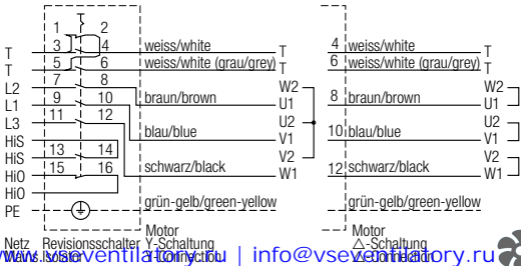 1 2
T 3 4 weiss/white T 4 weiss/white T
T 5 6 weiss/white (grau/grey) T 6 weiss/white (grau/grey) T
L2 7 8 braun/brown W2 U1 8 braun/brown W2 U1
L1 9 10 blau/blue U2 V1 10 blau/blue U2 V1
L3 11 12 schwarz/black V2 W1 12 schwarz/black V2 W1
HiS
HiS 13 14
HiO 15 16
HiO
PE grün-gelb/green-yellow grün-gelb/green-yellow
Netz Revisionsschalter Motor Y-Schaltung Motor △-Schaltung
Mains Isolator Y-Connection △-Connection
www.vseventilatory.ru | info@vseventilatory.ru